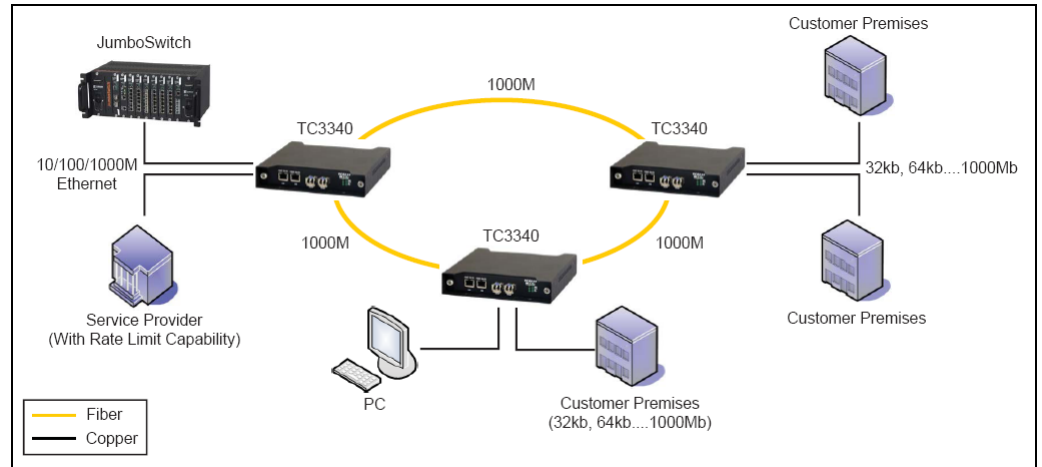 JumboSwitch
Customer Premises
1000M
TC3340
TC3340
10/100/1000M
Ethernet
32kb, 64kb....1000Mb
1000M
TC3340
1000M
Service Provider
(With Rate Limit Capability)
Customer Premises
PC
Customer Premises
(32kb, 64kb....1000Mb)
Fiber
Copper